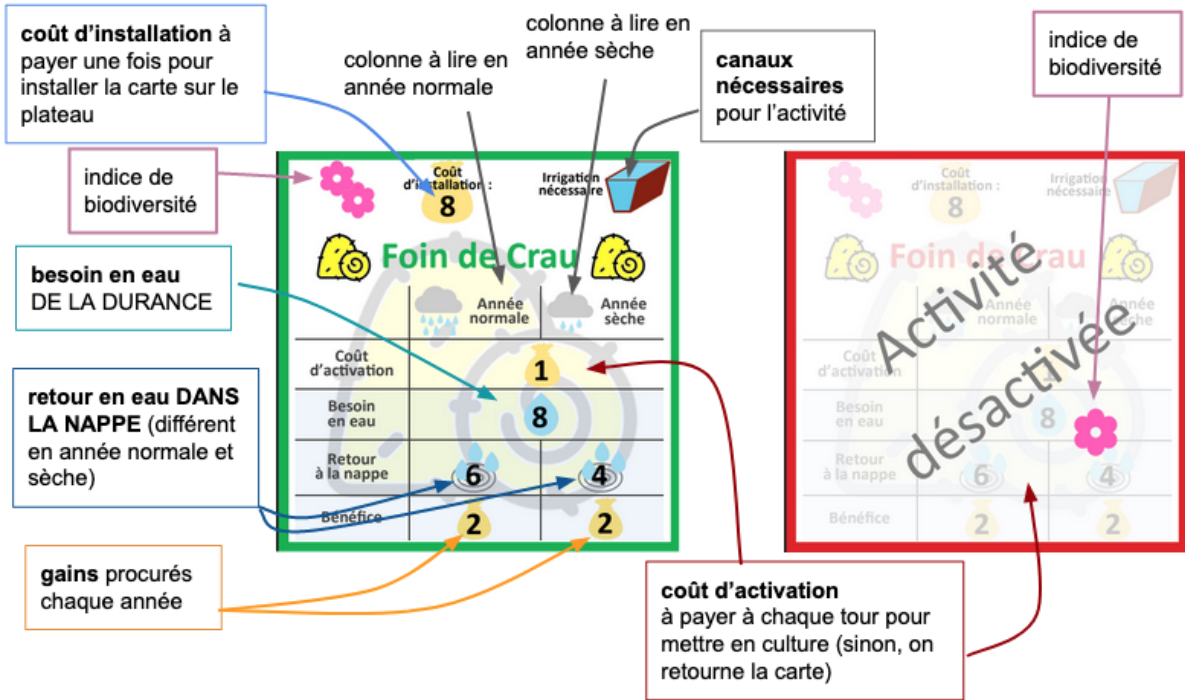 coût d’installation à
payer une fois pour
installer la carte sur le
plateau
colonne à lire en
année normale
colonne à lire en
année sèche
canaux
nécessaires
pour l’activité
indice de
biodiversité
indice de
biodiversité
besoin en eau
DE LA DURANCE
retour en eau DANS
LA NAPPE (différent
en année normale et
sèche)
gains procurés
chaque année
Coût
d’installation :
8
Irrigation
nécessaire
Foin de Crau
Année
normale
Année
sèche
Coût
d’activation
1
Besoin
en eau
8
Retour
à la nappe
6
4
Bénéfice
2
2
coût d’activation
à payer à chaque tour pour
mettre en culture (sinon, on
retourne la carte)
Coût
d’installation :
8
Irrigation
nécessaire
Foin de Crau
Année
normale
Année
sèche
Coût
d’activation
Besoin
en eau
8
Retour
à la nappe
6
4
Bénéfice
2
2
Activité
désactivée